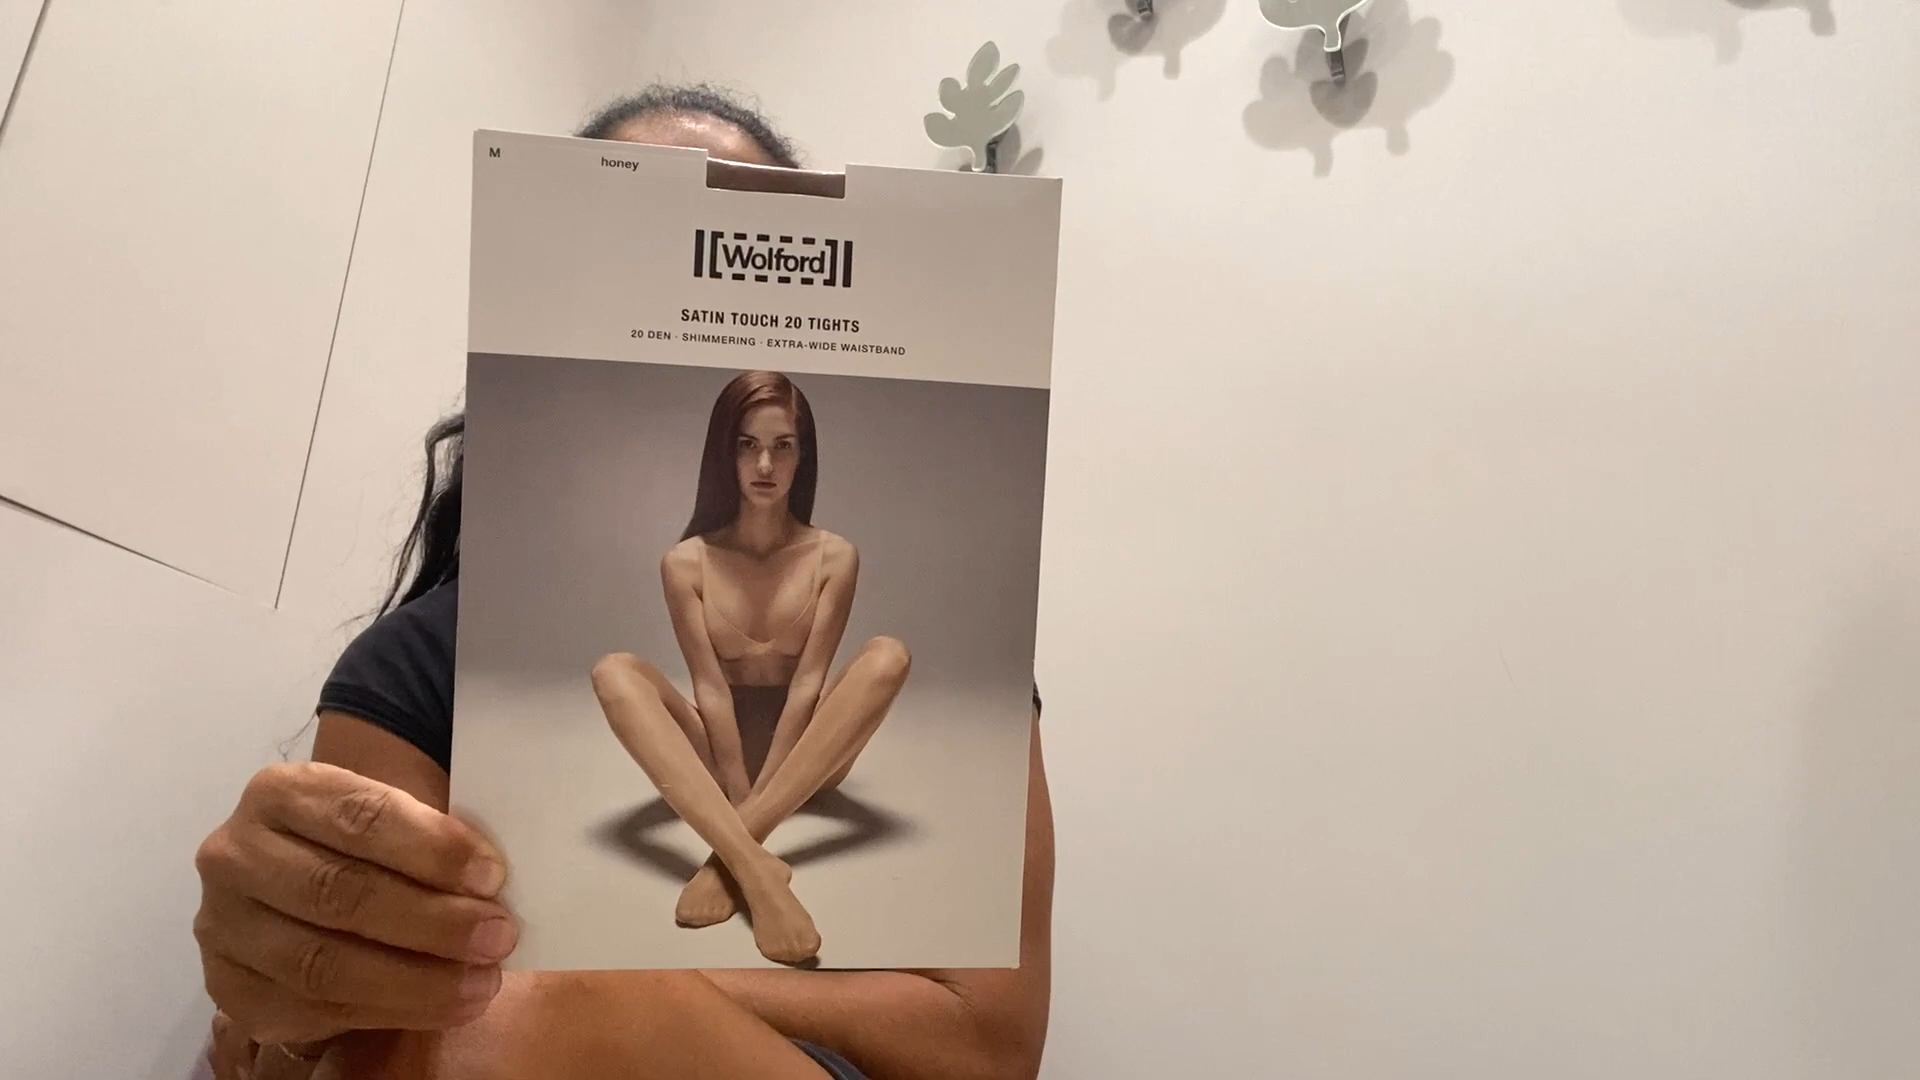 M honey
Wolford
SATIN TOUCH 20 TIGHTS
20 DEN · SHIMMERING · EXTRA-WIDE WAISTBAND